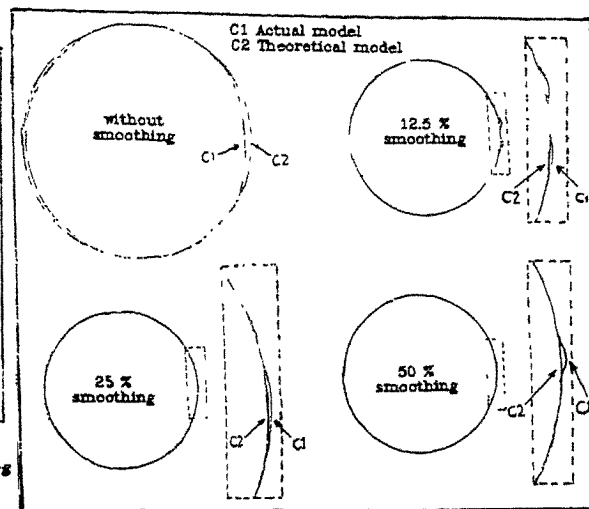 C1 Actual model
C2 Theoretical model
without
smoothing
C1 C2
12.5 %
smoothing
C2
25 %
smoothing
C2 C1
50 %
smoothing
C2